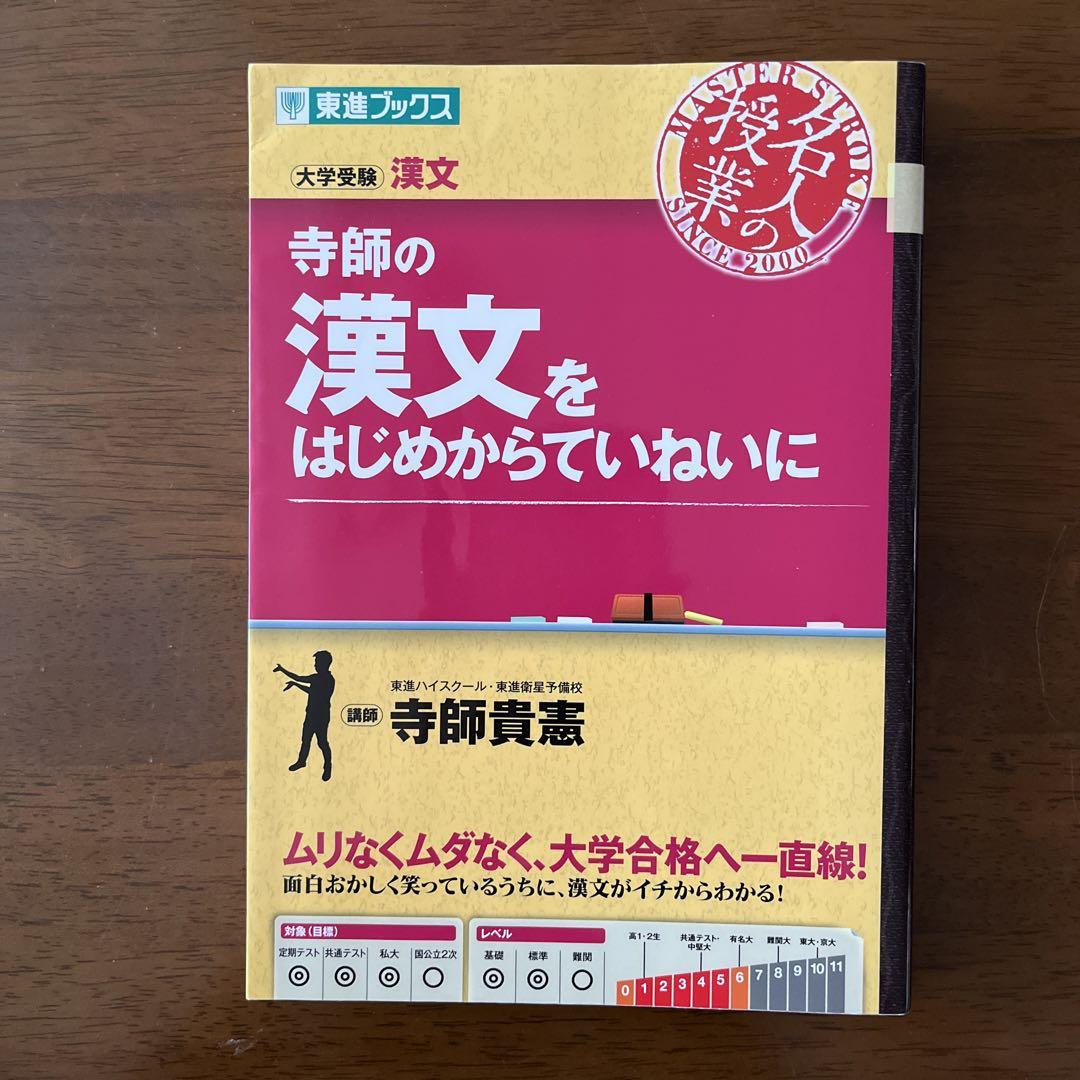 東進ブックス
MASTER STROKE
名人の
授業
SINCE 2000
大学受験 漢文
寺師の
漢文を
はじめからていねいに
東進ハイスクール・東進衛星予備校
講師 寺師貴憲
ムリなくムダなく、大学合格へ一直線!
面白おかしく笑っているうちに、漢文がイチからわかる!
対象(目標)
定期テスト 共通テスト 私大 国公立2次
◎ ◎ ◎ ○
レベル
基礎 標準 難関
◎ ◎ ○
高1・2生 共通テスト・中堅大 有名大 難関大 東大・京大
0 1 2 3 4 5 6 7 8 9 10 11